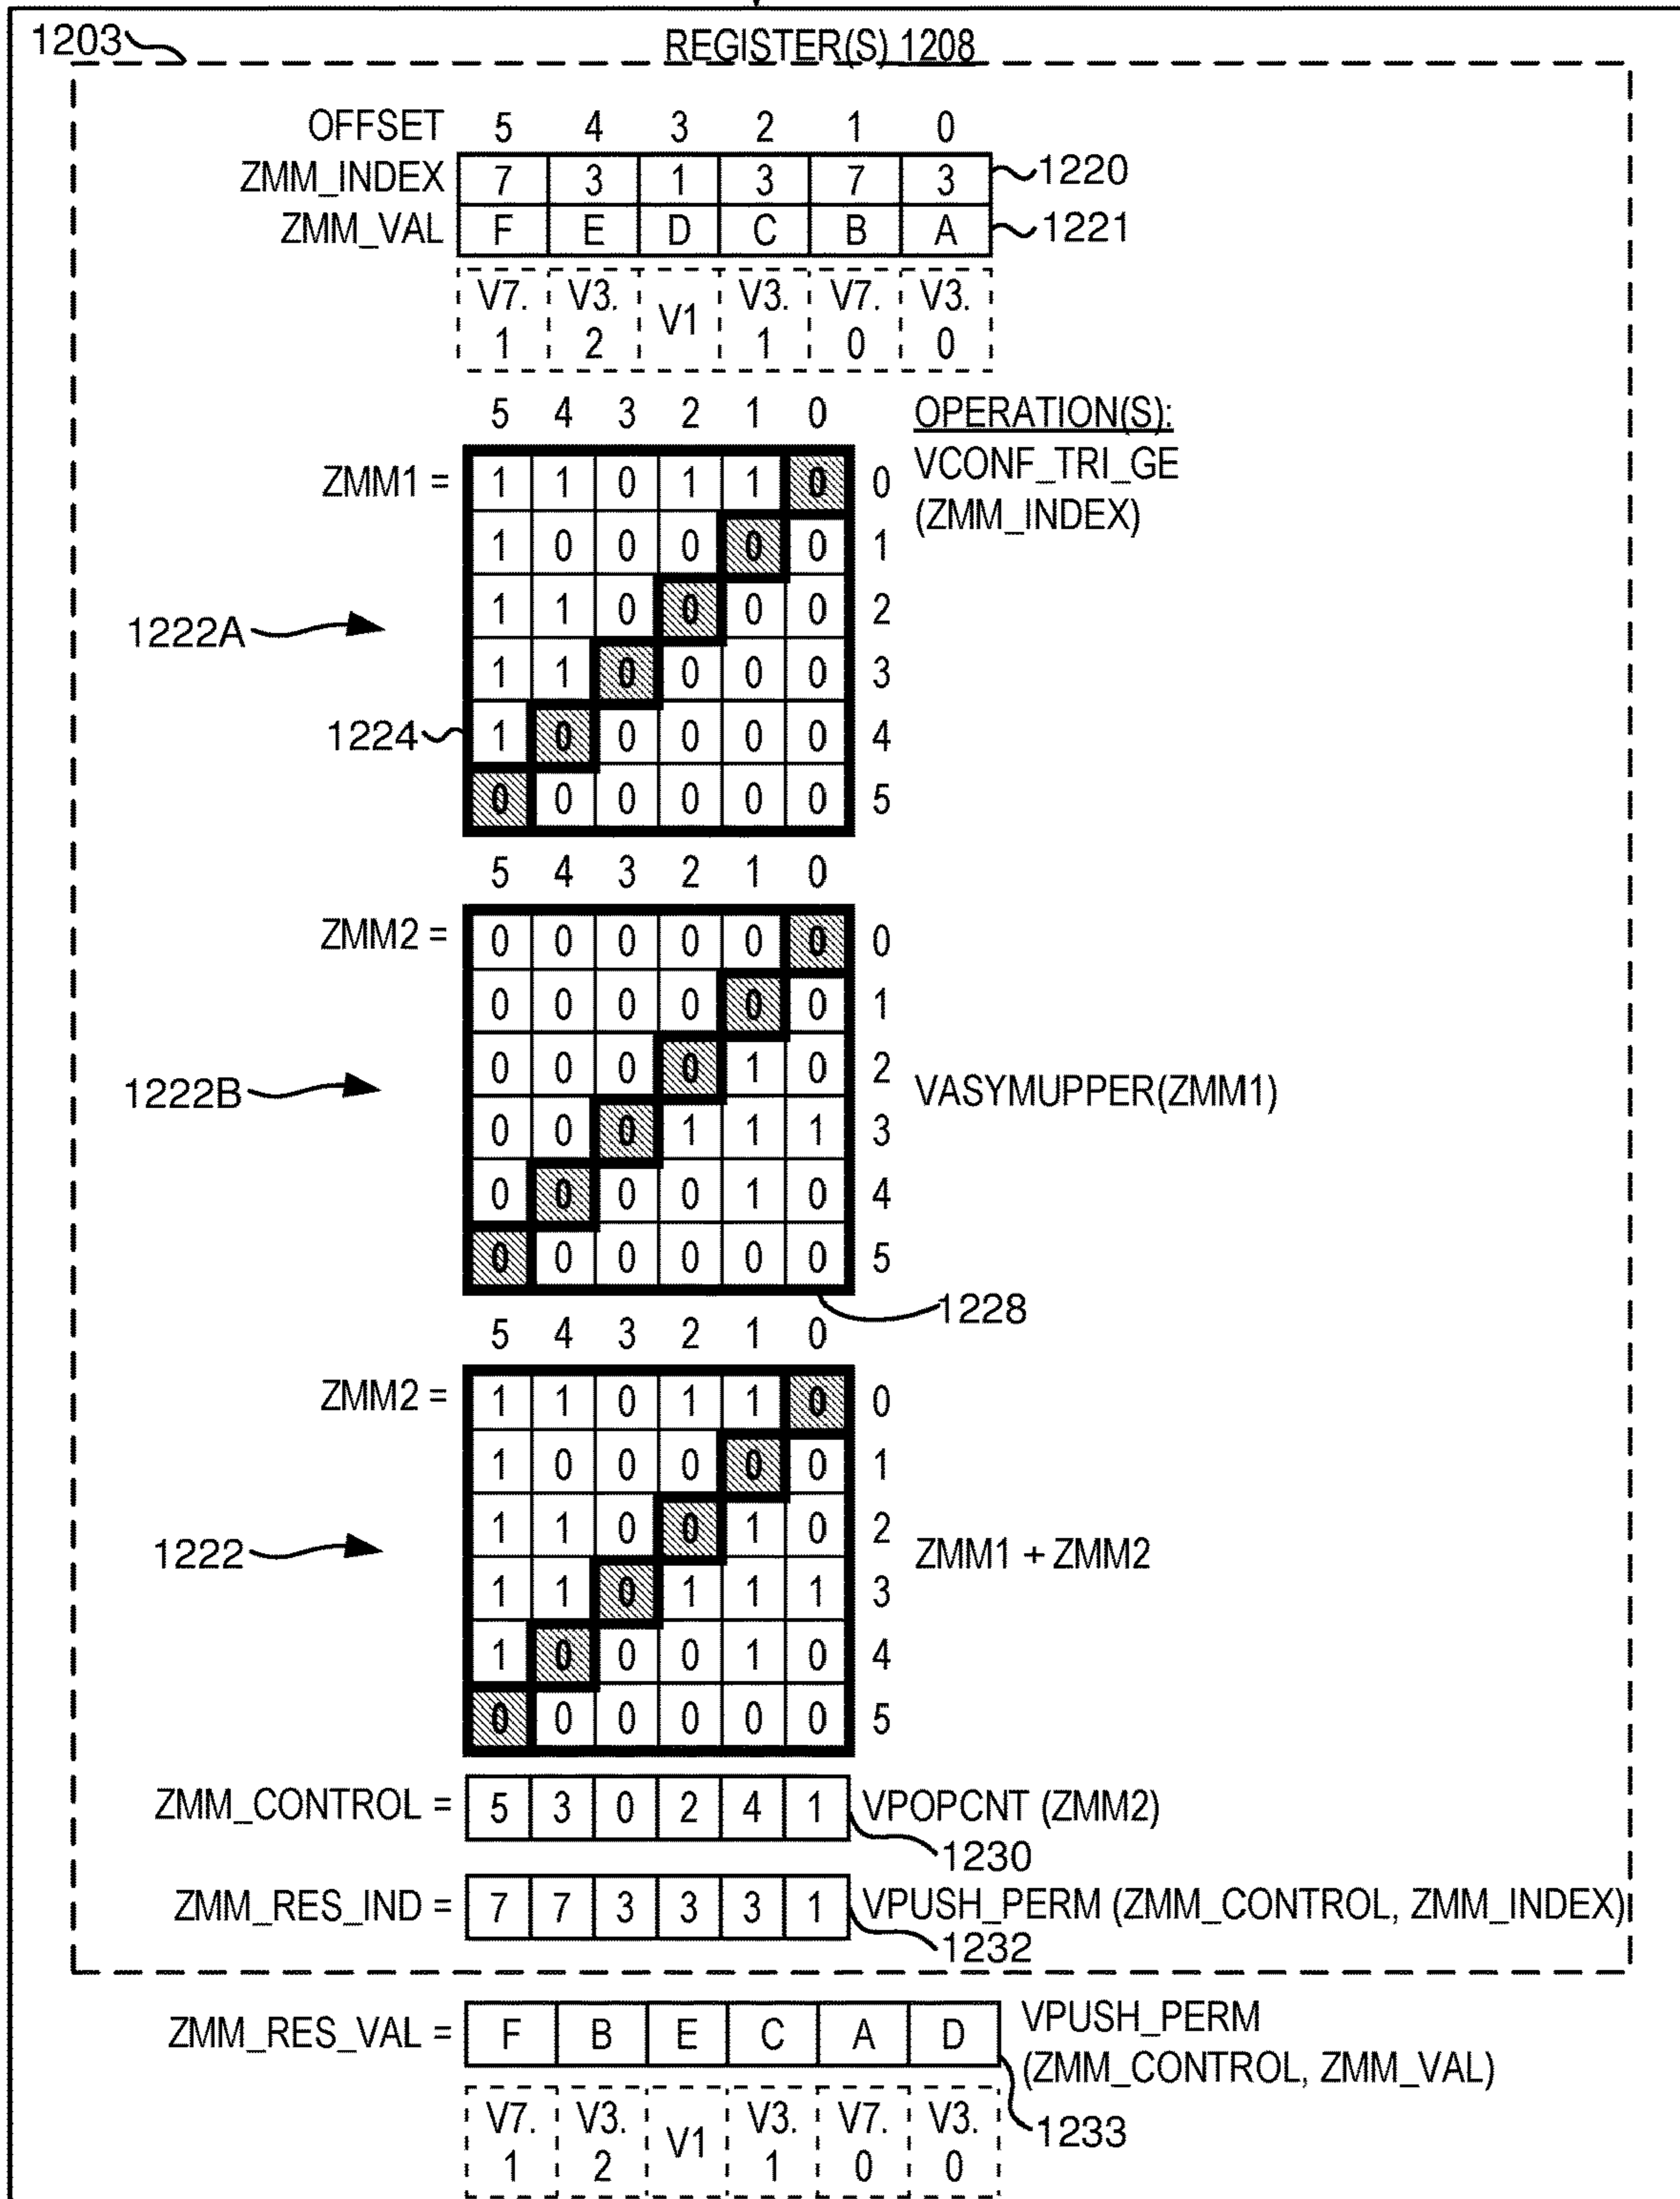 1203
REGISTER(S) 1208
OFFSET 5 4 3 2 1 0
ZMM_INDEX 7 3 1 3 7 3 1220
ZMM_VAL F E D C B A 1221
V7. V3. V1 V3. V7. V3.
1 2 1 0 0
5 4 3 2 1 0 OPERATION(S):
ZMM1 = 1 1 0 1 1 0 0 VCONF_TRI_GE
(ZMM_INDEX)
1 0 0 0 0 0 1
1222A 1 1 0 0 0 0 2
1 1 0 0 0 0 3
1224 1 0 0 0 0 0 4
0 0 0 0 0 0 5
5 4 3 2 1 0
ZMM2 = 0 0 0 0 0 0 0
0 0 0 0 0 0 1
1222B 0 0 0 0 1 0 2 VASYMUPPER(ZMM1)
0 0 0 1 1 1 3
0 0 0 0 1 0 4
0 0 0 0 0 0 5
1228
5 4 3 2 1 0
ZMM2 = 1 1 0 1 1 0 0
1 0 0 0 0 0 1
1222 1 1 0 0 1 0 2 ZMM1 + ZMM2
1 1 0 1 1 1 3
1 0 0 0 1 0 4
0 0 0 0 0 0 5
ZMM_CONTROL = 5 3 0 2 4 1 VPOPCNT (ZMM2)
1230
ZMM_RES_IND = 7 7 3 3 3 1 VPUSH_PERM (ZMM_CONTROL, ZMM_INDEX)
1232
ZMM_RES_VAL = F B E C A D VPUSH_PERM
(ZMM_CONTROL, ZMM_VAL)
V7. V3. V1 V3. V7. V3. 1233
1 2 1 0 0